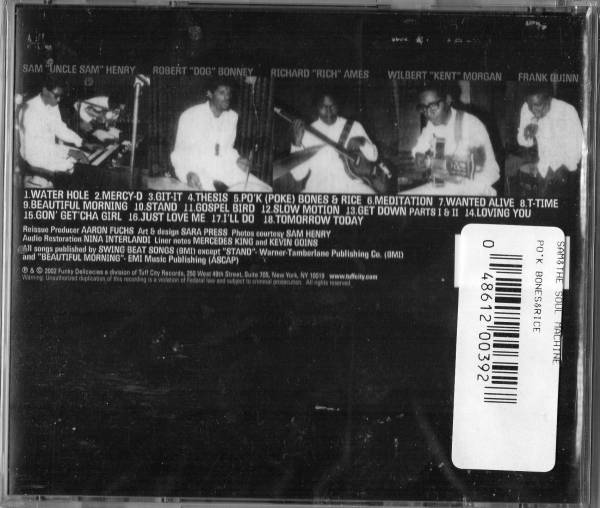 SAM "UNCLE SAM" HENRY ROBERT "DOG" BONNEY RICHARD "RICH" AMES WILBERT "KENT" MORGAN FRANK QUINN
1.WATER HOLE 2.MERCY-D 3.GIT-IT 4.THESIS 5.PO'K (POKE) BONES & RICE 6.MEDITATION 7.WANTED ALIVE 8.T-TIME
9.BEAUTIFUL MORNING 10.STAND 11.GOSPEL BIRD 12.SLOW MOTION 13.GET DOWN PARTS I & II 14.LOVING YOU
15.GON' GET'CHA GIRL 16.JUST LOVE ME 17.I'LL DO 18.TOMORROW TODAY
Reissue Producer AARON FUCHS Art & design SARA PRESS Photos courtesy SAM HENRY
Audio Restoration NINA INTERLANDI Liner notes MERCEDES KING and KEVIN GOINS
All songs published by SWING BEAT SONGS (BMI) except "STAND"- Warner-Tamberlane Publishing Co. (BMI)
and "BEAUTIFUL MORNING"- EMI Music Publishing (ASCAP)
℗ & © 2002 Funky Delicacies a division of Tuff City Records, 250 West 49th Street, Suite 705, New York, NY 10019 www.tuffcity.com
Warning: Unauthorized duplication of this recording is a violation of Federal law and subject to criminal prosecution. All rights reserved
SAM&THE SOUL MACHINE
PO'K BONES&RICE
0 48612 00392